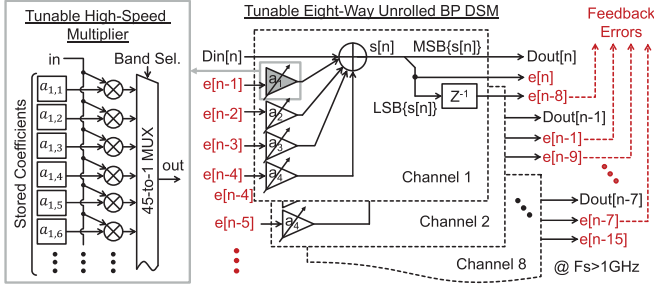 Tunable High-Speed
Multiplier
in
Band Sel.
Stored Coefficients
a1,1
a1,2
a1,3
a1,4
a1,5
a1,6
45-to-1 MUX
out
Tunable Eight-Way Unrolled BP DSM
Din[n]
s[n]
MSB{s[n]}
Dout[n]
e[n-1]
a1
e[n]
LSB{s[n]}
Z-1
e[n-8]
e[n-2]
a2
e[n-3]
a3
e[n-4]
a4
Channel 1
e[n-4]
e[n-5]
a4
Channel 2
Channel 8
Feedback
Errors
Dout[n-1]
e[n-1]
e[n-9]
Dout[n-7]
e[n-7]
e[n-15]
@ Fs>1GHz